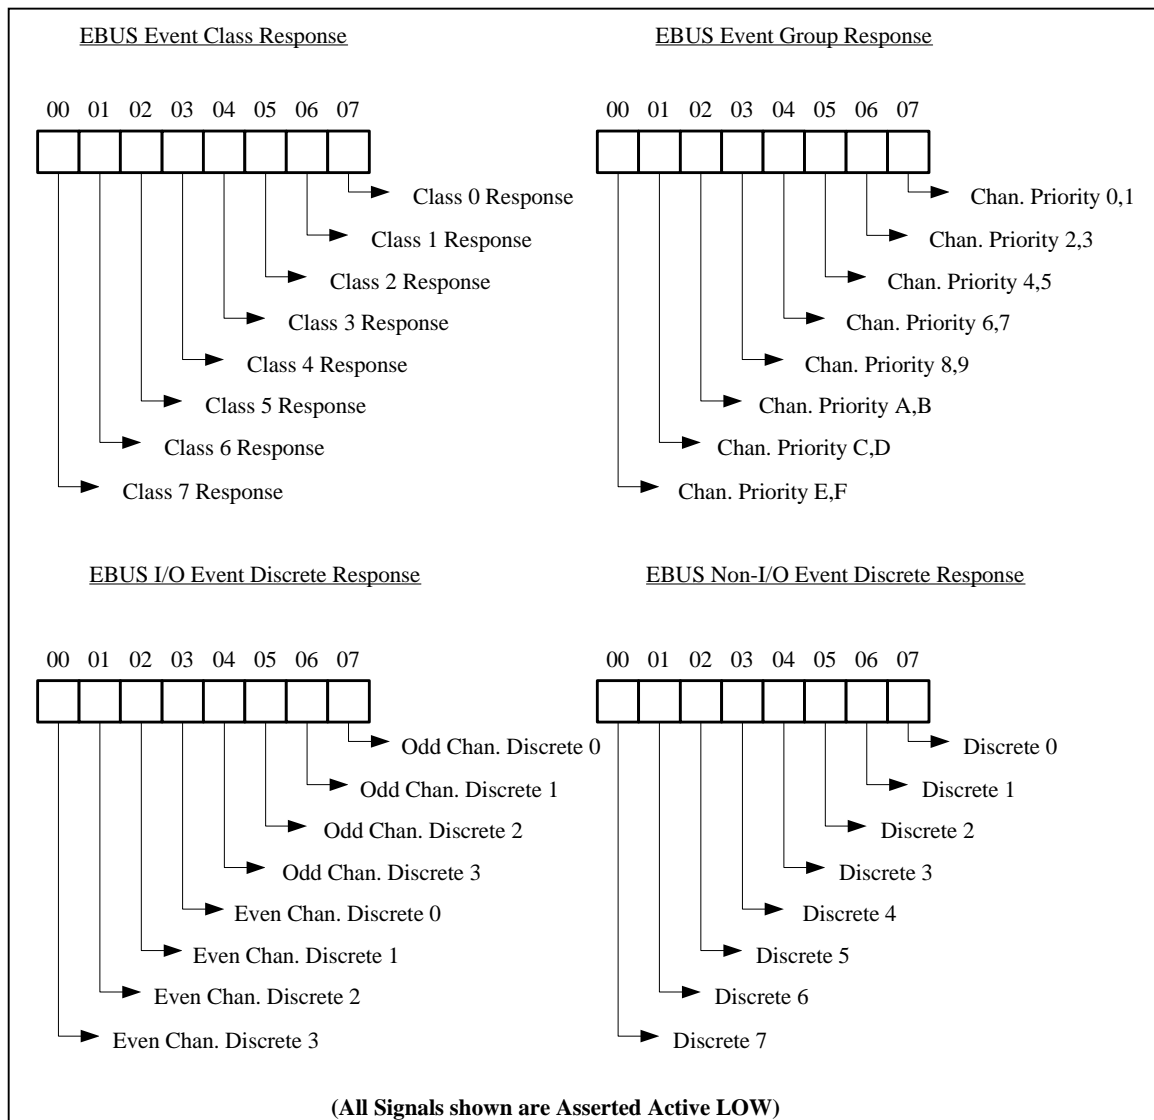 EBUS Event Class Response
00 01 02 03 04 05 06 07
Class 0 Response
Class 1 Response
Class 2 Response
Class 3 Response
Class 4 Response
Class 5 Response
Class 6 Response
Class 7 Response
EBUS Event Group Response
00 01 02 03 04 05 06 07
Chan. Priority 0,1
Chan. Priority 2,3
Chan. Priority 4,5
Chan. Priority 6,7
Chan. Priority 8,9
Chan. Priority A,B
Chan. Priority C,D
Chan. Priority E,F
EBUS I/O Event Discrete Response
00 01 02 03 04 05 06 07
Odd Chan. Discrete 0
Odd Chan. Discrete 1
Odd Chan. Discrete 2
Odd Chan. Discrete 3
Even Chan. Discrete 0
Even Chan. Discrete 1
Even Chan. Discrete 2
Even Chan. Discrete 3
EBUS Non-I/O Event Discrete Response
00 01 02 03 04 05 06 07
Discrete 0
Discrete 1
Discrete 2
Discrete 3
Discrete 4
Discrete 5
Discrete 6
Discrete 7
(All Signals shown are Asserted Active LOW)